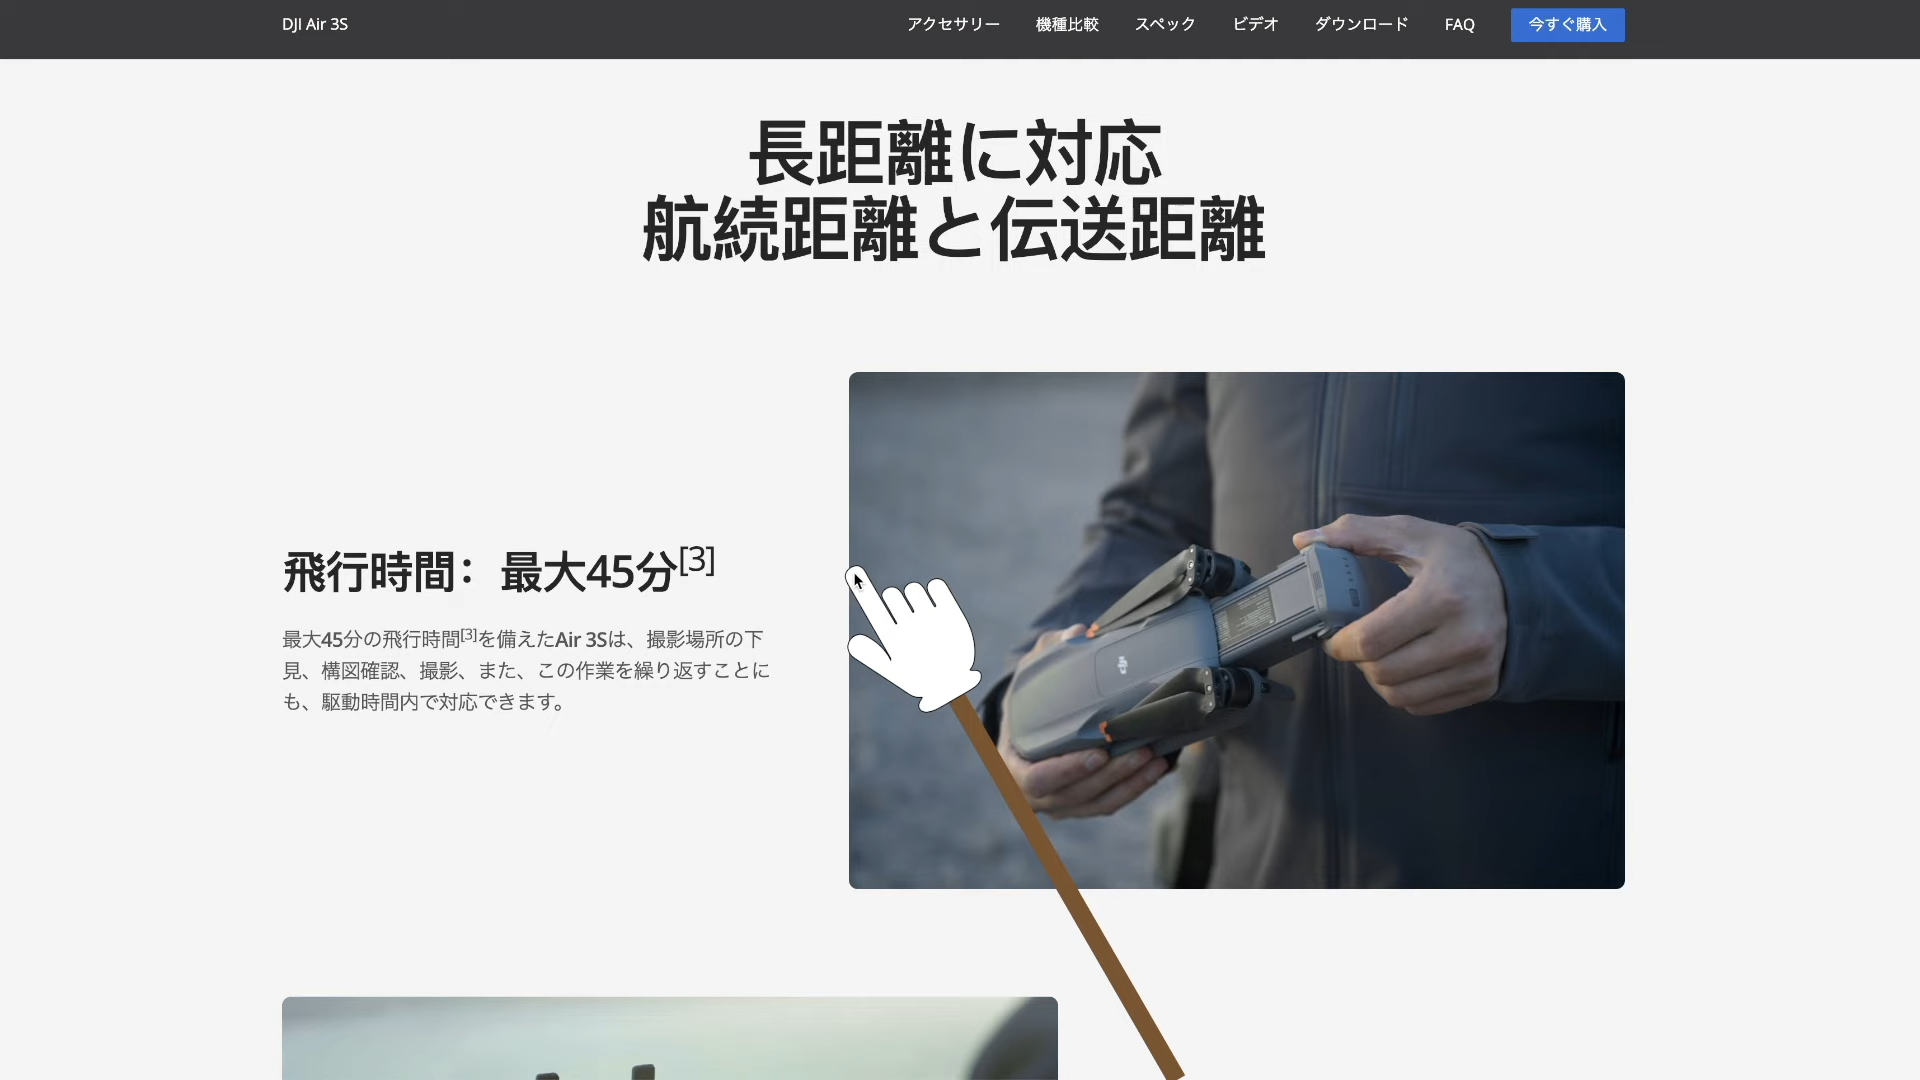 DJI Air 3S
アクセサリー
機種比較
スペック
ビデオ
ダウンロード
FAQ
今すぐ購入
長距離に対応
航続距離と伝送距離
飛行時間：最大45分[3]
最大45分の飛行時間[3]を備えたAir 3Sは、撮影場所の下
見、構図確認、撮影、また、この作業を繰り返すことに
も、駆動時間内で対応できます。
dji